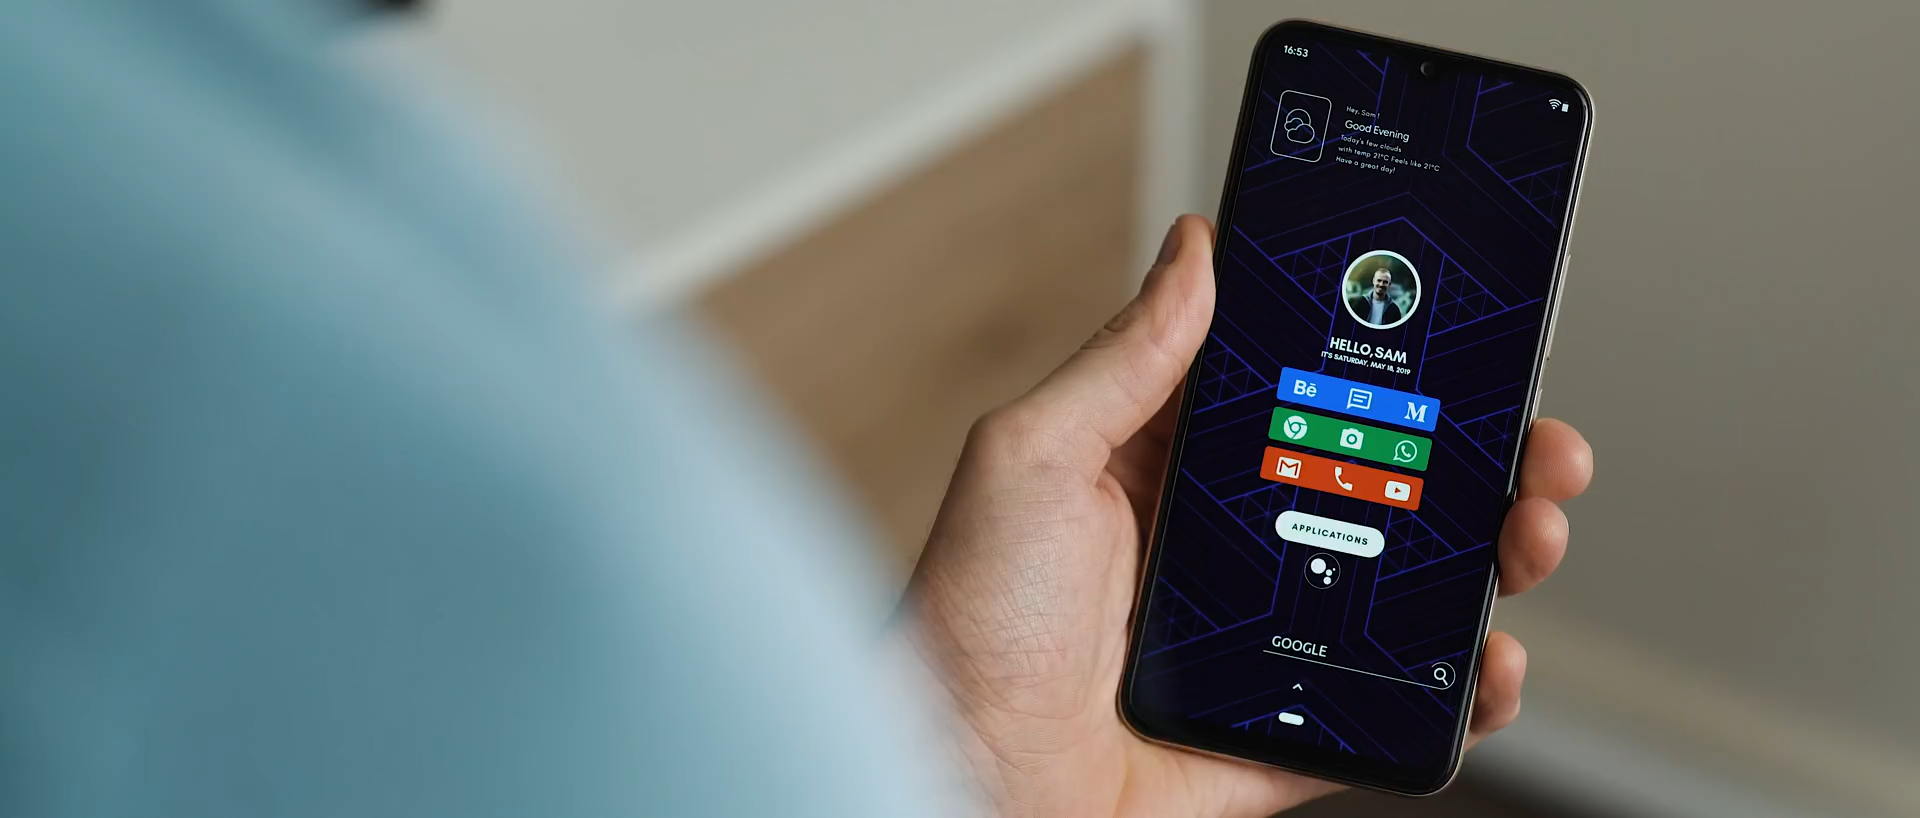 16:53
Hey, Sam !
Good Evening
Today's few clouds
with temp 21°C Feels like 21°C
Have a great day!
HELLO, SAM
IT'S SATURDAY, MAY 18, 2019
Bē
M
APPLICATIONS
GOOGLE